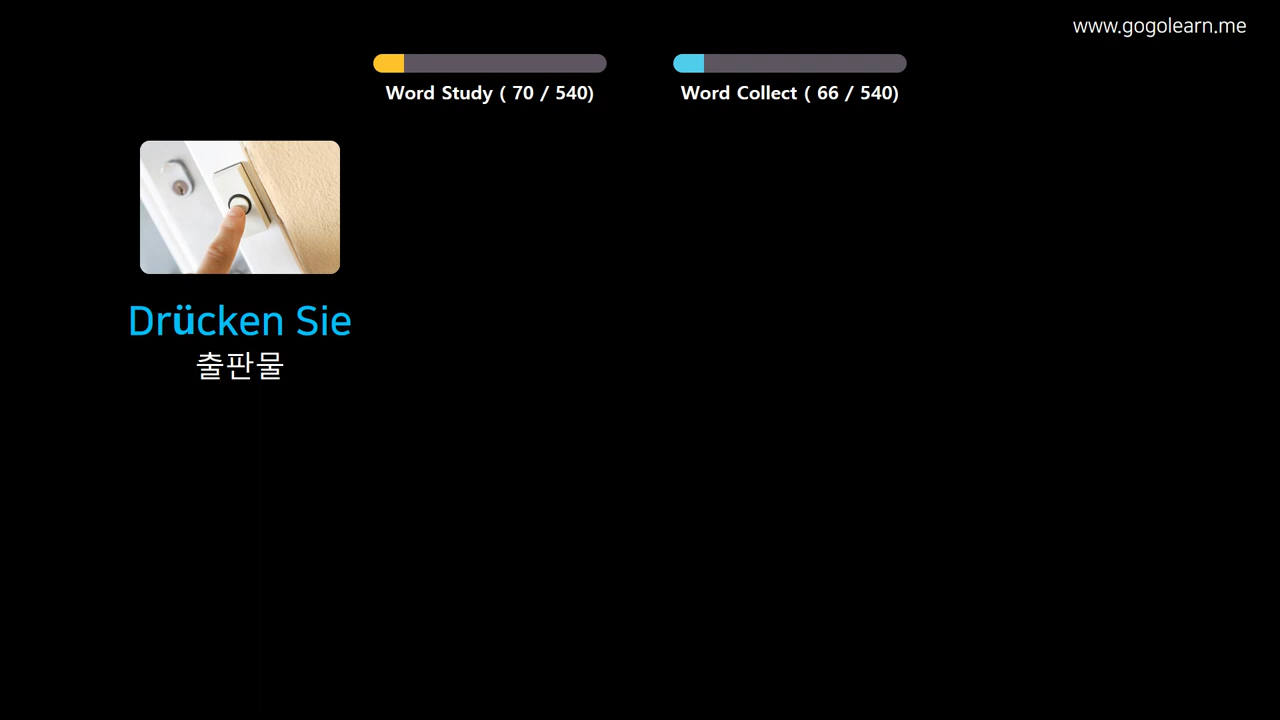 www.gogolearn.me
Word Study ( 70 / 540)
Word Collect ( 66 / 540)
Drücken Sie
출판물